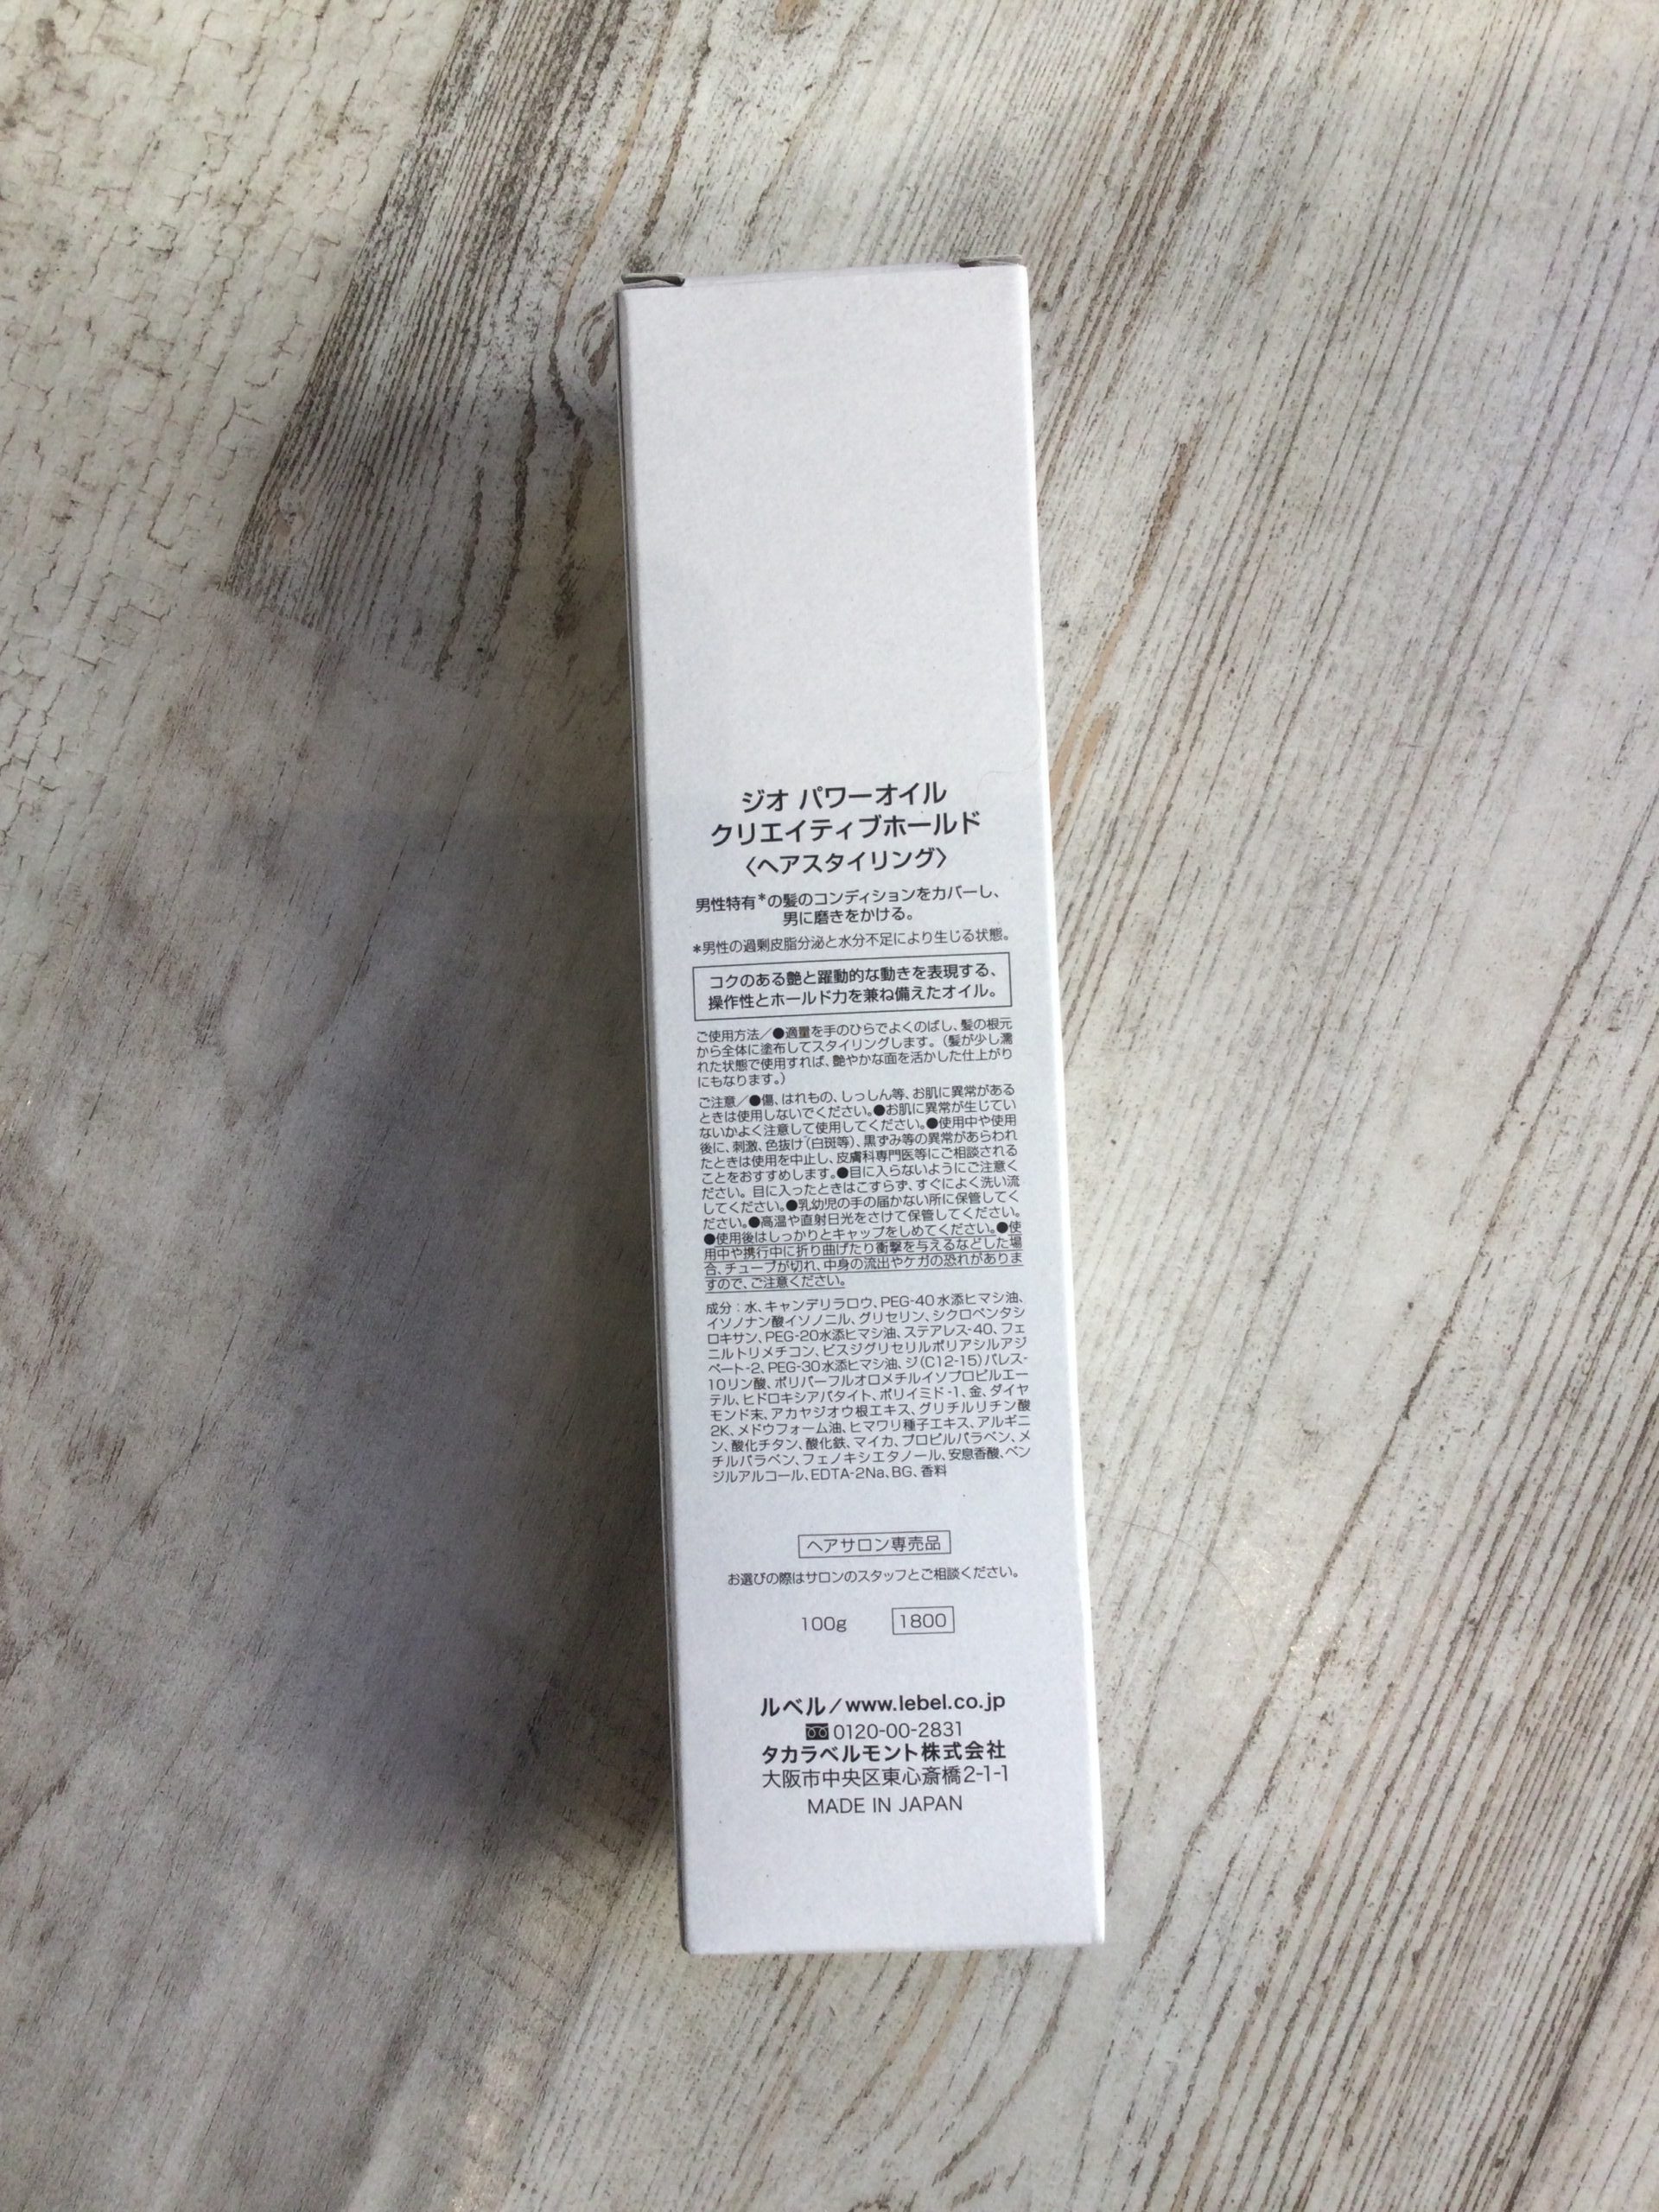 ジオ パワーオイル
クリエイティブホールド
〈ヘアスタイリング〉
男性特有*の髪のコンディションをカバーし、
男に磨きをかける。
*男性の過剰皮脂分泌と水分不足により生じる状態。
コクのある艶と躍動的な動きを表現する、
操作性とホールド力を兼ね備えたオイル。
ご使用方法／●適量を手のひらでよくのばし、髪の根元
から全体に塗布してスタイリングします。（髪が少し濡
れた状態で使用すれば、艶やかな面を活かした仕上がり
にもなります。）
ご注意／●傷、はれもの、しっしん等、お肌に異常がある
ときは使用しないでください。●お肌に異常が生じてい
ないかよく注意して使用してください。●使用中や使用
後に、刺激、色抜け（白斑等）、黒ずみ等の異常があらわれ
たときは使用を中止し、皮膚科専門医等にご相談される
ことをおすすめします。●目に入らないようにご注意く
ださい。目に入ったときはこすらず、すぐによく洗い流
してください。●乳幼児の手の届かない所に保管してく
ださい。●高温や直射日光をさけて保管してください。
●使用後はしっかりとキャップをしめてください。●使
用中や携行中に折り曲げたり衝撃を与えるなどした場
合、チューブが切れ、中身の流出やケガの恐れがありま
すので、ご注意ください。
成分：水、キャンデリラロウ、PEG-40水添ヒマシ油、
イソノナン酸イソノニル、グリセリン、シクロペンタシ
ロキサン、PEG-20水添ヒマシ油、ステアレス-40、フェ
ニルトリメチコン、ビスジグリセリルポリアシルアジ
ペート-2、PEG-30水添ヒマシ油、ジ（C12-15）パレス-
10リン酸、ポリパーフルオロメチルイソプロピルエー
テル、ヒドロキシアパタイト、ポリイミド-1、金、ダイヤ
モンド末、アカヤジオウ根エキス、グリチルリチン酸
2K、メドウフォーム油、ヒマワリ種子エキス、アルギニ
ン、酸化チタン、酸化鉄、マイカ、プロピルパラベン、メ
チルパラベン、フェノキシエタノール、安息香酸、ベン
ジルアルコール、EDTA-2Na、BG、香料
ヘアサロン専売品
お選びの際はサロンのスタッフとご相談ください。
100g 1800
ルベル／www.lebel.co.jp
0120-00-2831
タカラベルモント株式会社
大阪市中央区東心斎橋2-1-1
MADE IN JAPAN